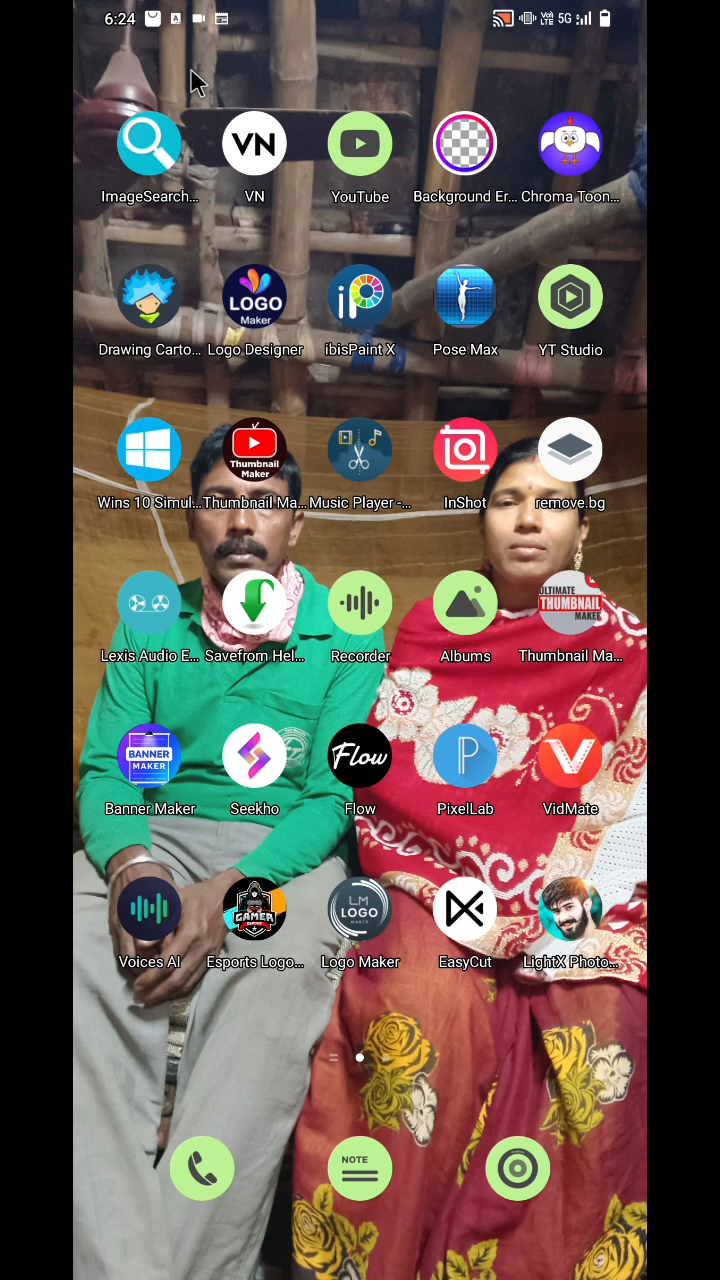 6:24 VoLTE 5G
ImageSearch... VN YouTube Background Er... Chroma Toon...
LOGO
Maker
Drawing Carto... Logo Designer ibisPaint X Pose Max YT Studio
Thumbnail
Maker
Wins 10 Simul... Thumbnail Ma... Music Player -... InShot remove.bg
ULTIMATE
THUMBNAIL
MAKER
Lexis Audio E... Savefrom Hel... Recorder Albums Thumbnail Ma...
BANNER
MAKER
Flow
Banner Maker Seekho Flow PixelLab VidMate
GAMER
LM
LOGO
MAKER
Voices AI Esports Logo... Logo Maker EasyCut LightX Photo...
NOTE